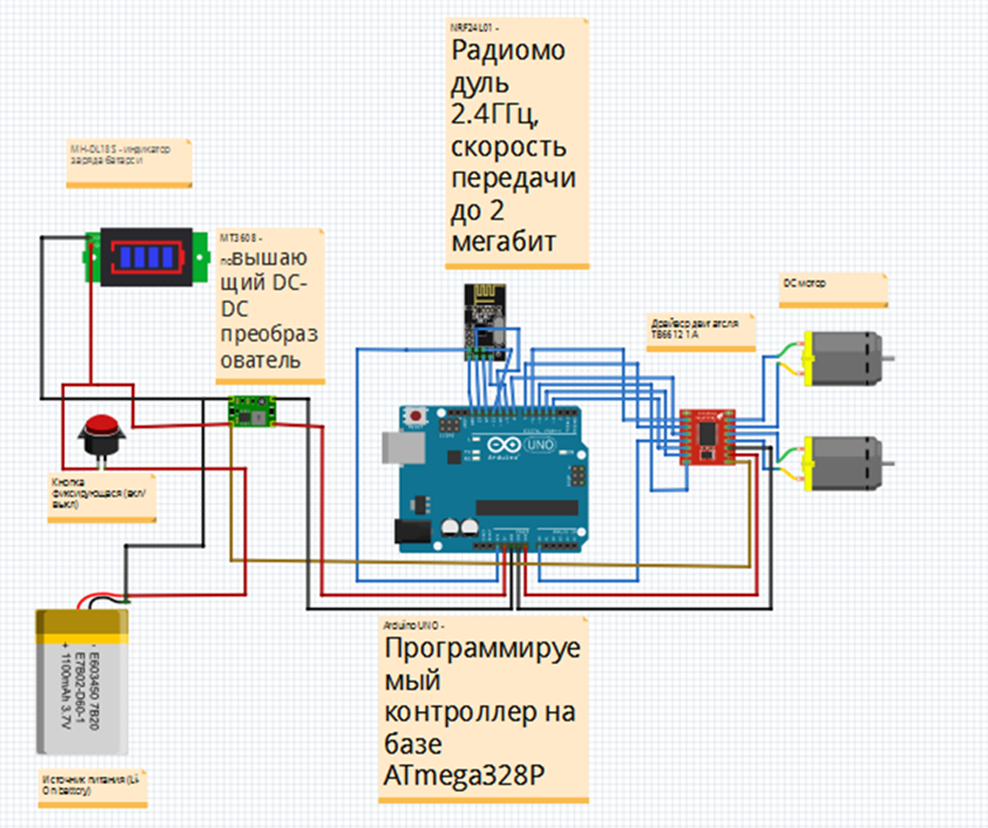 NRF24L01 -
Радиомо
дуль
2.4ГГц,
скорость
передачи
до 2
мегабит
MH-DL18S - индикатор
заряда батареи
MT3608 -
повышаю
щий DC-
DC
преобраз
ователь
DC мотор
Драйвер двигателя
TB6612 1A
UNO
Arduino
Кнопка
фиксирующаяся (вкл/
выкл)
- E603450 7B20
E7B02-D60-1
+ 1100mAh 3.7V
Arduino UNO -
Программируе
мый
контроллер на
базе
ATmega328P
Источник питания (Li-
On battery)